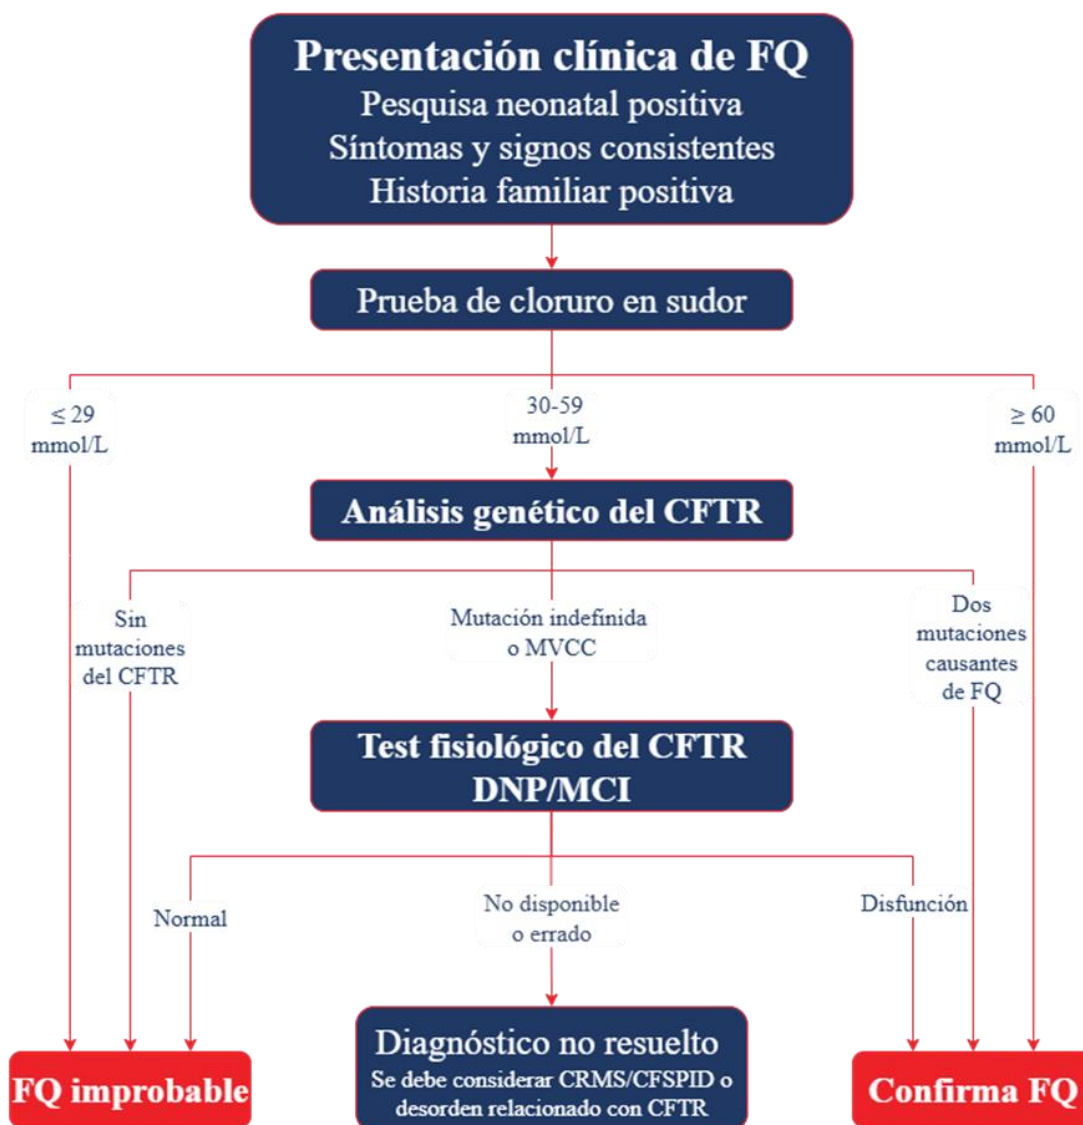 Presentación clínica de FQ
Pesquisa neonatal positiva
Síntomas y signos consistentes
Historia familiar positiva
Prueba de cloruro en sudor
≤ 29
mmol/L
30-59
mmol/L
≥ 60
mmol/L
Análisis genético del CFTR
Sin
mutaciones
del CFTR
Mutación indefinida
o MVCC
Dos
mutaciones
causantes
de FQ
Test fisiológico del CFTR
DNP/MCI
Normal
No disponible
o errado
Disfunción
FQ improbable
Diagnóstico no resuelto
Se debe considerar CRMS/CFSPID o
desorden relacionado con CFTR
Confirma FQ